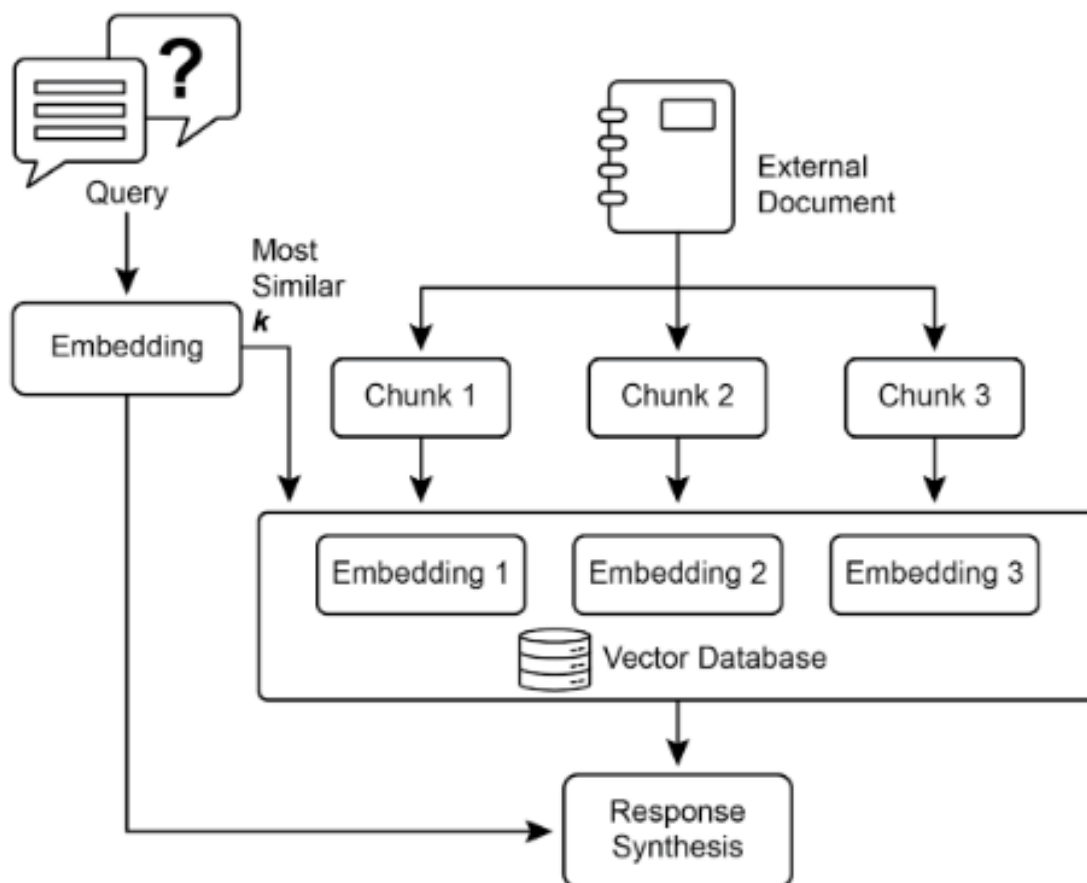 ?
Query
External
Document
Most
Similar
k
Embedding
Chunk 1
Chunk 2
Chunk 3
Embedding 1
Embedding 2
Embedding 3
Vector Database
Response
Synthesis